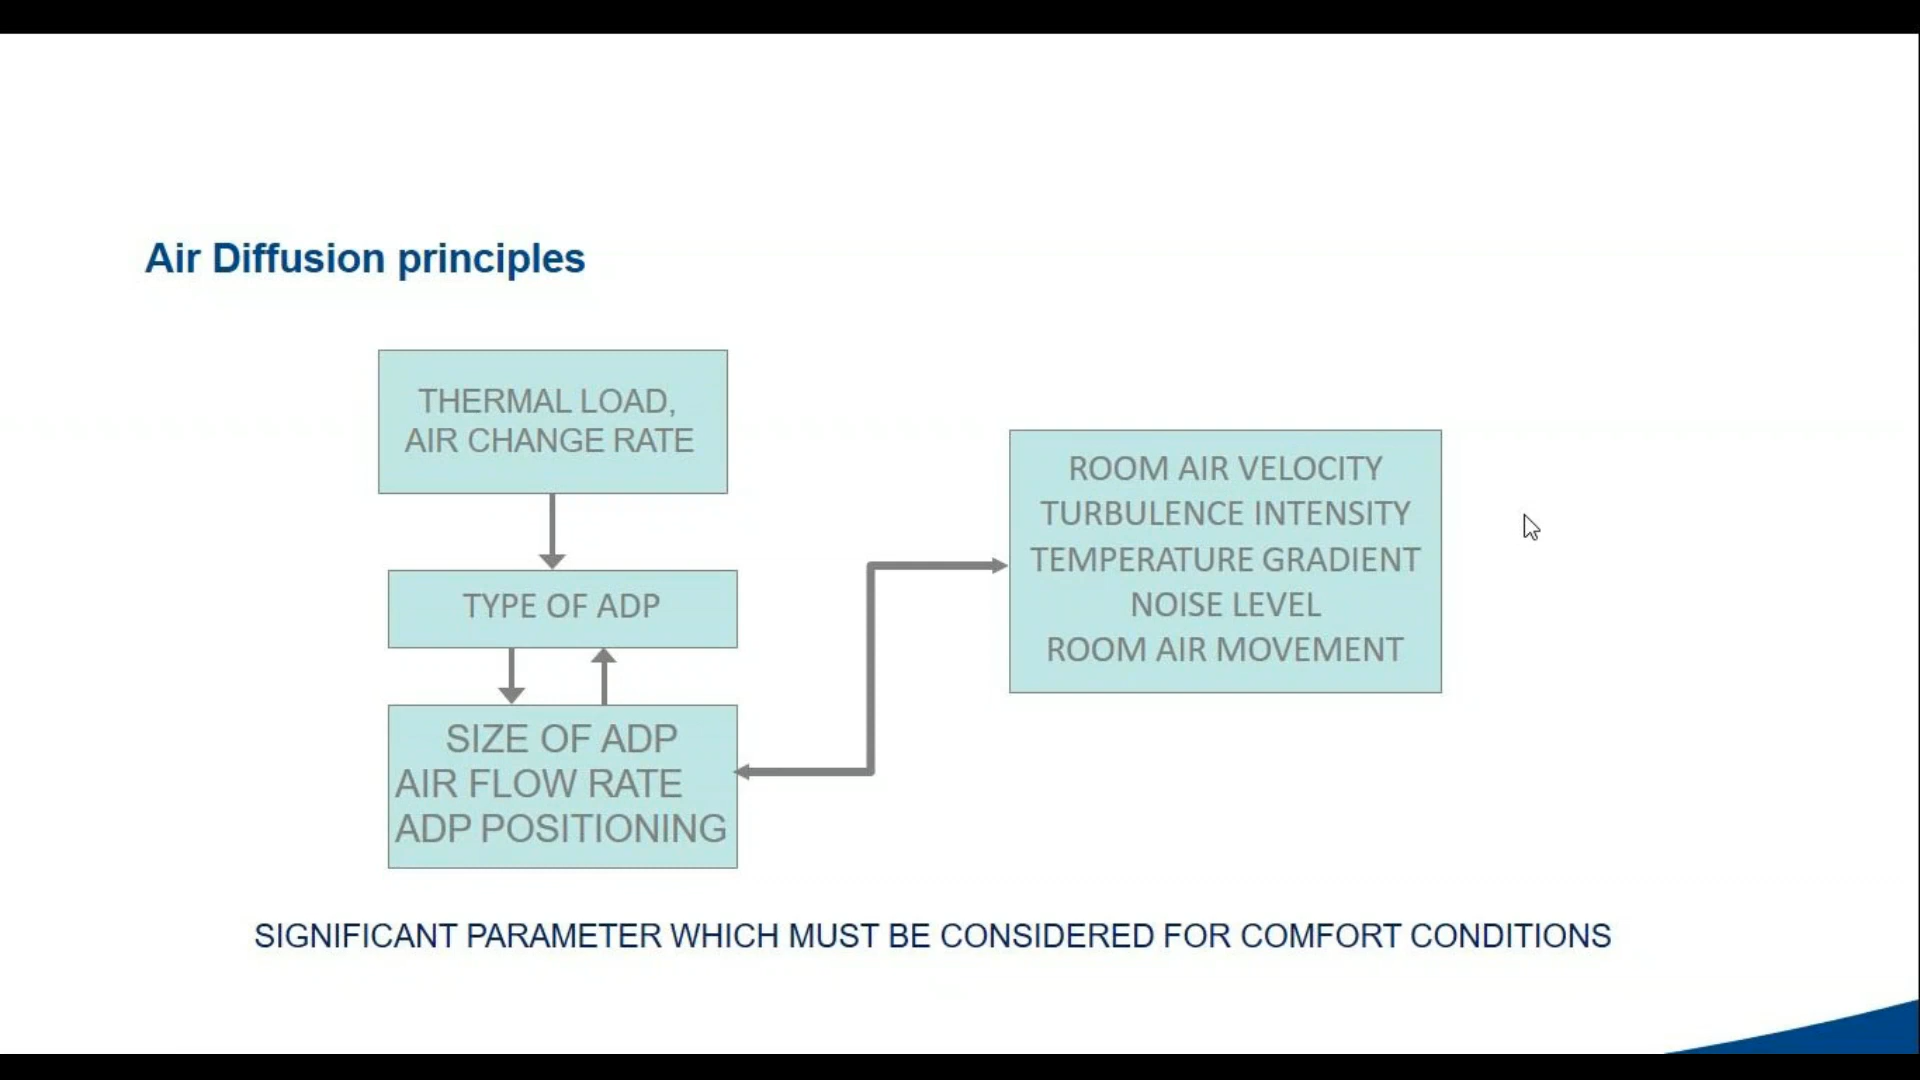 Air Diffusion principles
THERMAL LOAD,
AIR CHANGE RATE
TYPE OF ADP
SIZE OF ADP
AIR FLOW RATE
ADP POSITIONING
ROOM AIR VELOCITY
TURBULENCE INTENSITY
TEMPERATURE GRADIENT
NOISE LEVEL
ROOM AIR MOVEMENT
SIGNIFICANT PARAMETER WHICH MUST BE CONSIDERED FOR COMFORT CONDITIONS